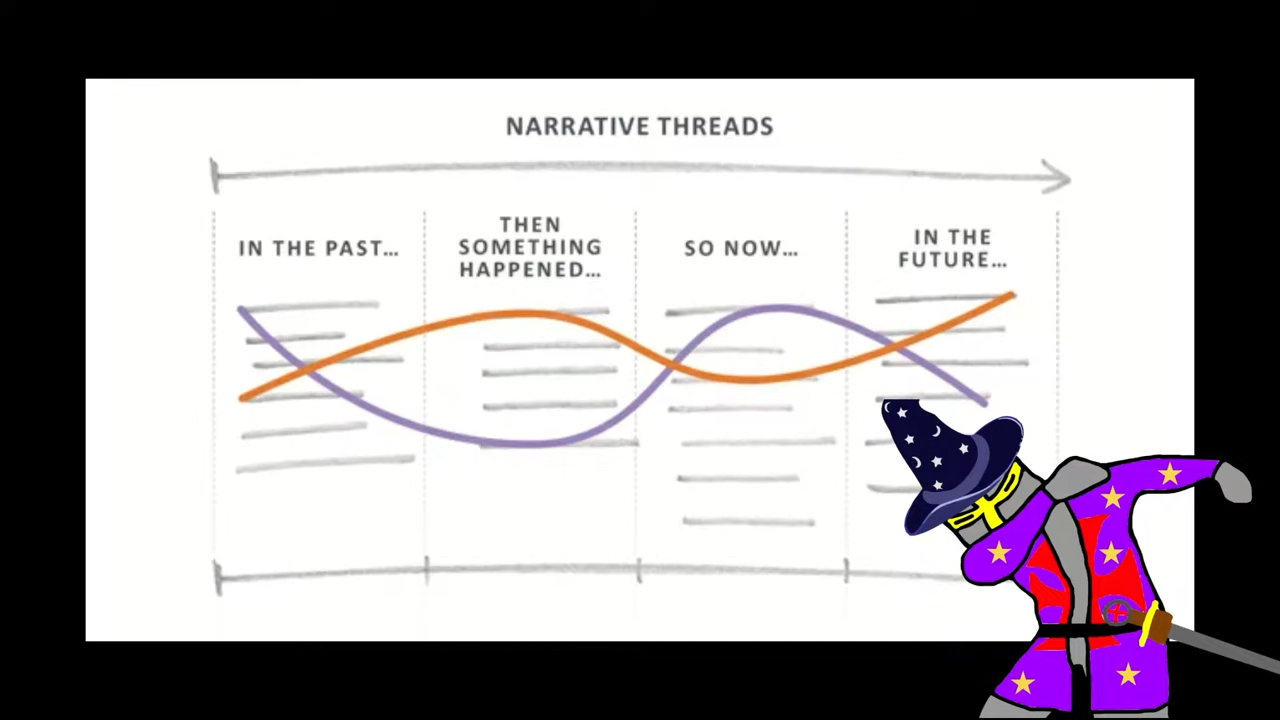 NARRATIVE THREADS
IN THE PAST…
THEN
SOMETHING
HAPPENED…
SO NOW…
IN THE
FUTURE…